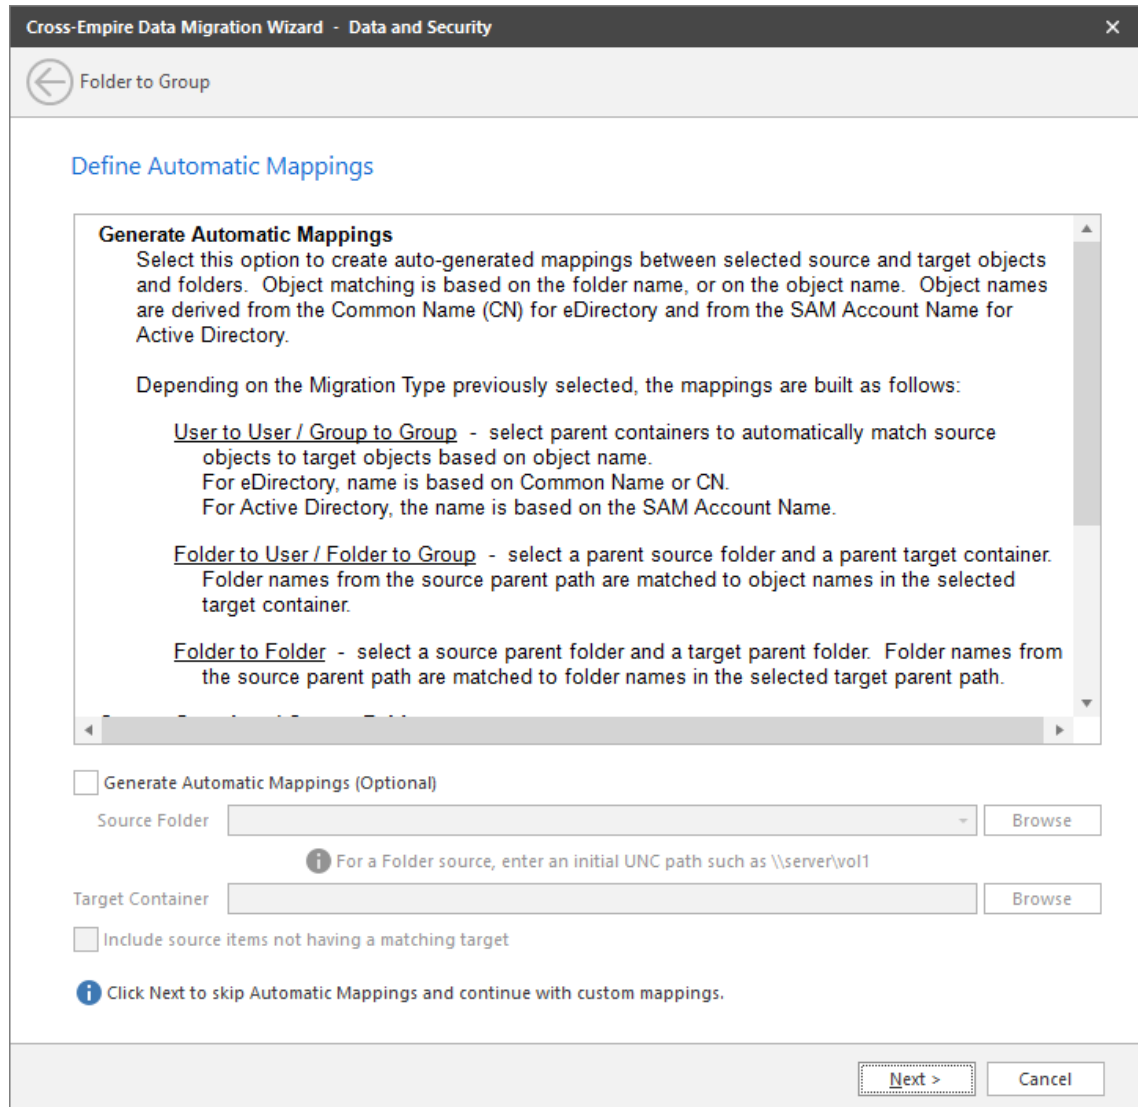 Cross-Empire Data Migration Wizard - Data and Security
Folder to Group
Define Automatic Mappings
Generate Automatic Mappings
Select this option to create auto-generated mappings between selected source and target objects
and folders. Object matching is based on the folder name, or on the object name. Object names
are derived from the Common Name (CN) for eDirectory and from the SAM Account Name for
Active Directory.
Depending on the Migration Type previously selected, the mappings are built as follows:
User to User / Group to Group - select parent containers to automatically match source
objects to target objects based on object name.
For eDirectory, name is based on Common Name or CN.
For Active Directory, the name is based on the SAM Account Name.
Folder to User / Folder to Group - select a parent source folder and a parent target container.
Folder names from the source parent path are matched to object names in the selected
target container.
Folder to Folder - select a source parent folder and a target parent folder. Folder names from
the source parent path are matched to folder names in the selected target parent path.
Generate Automatic Mappings (Optional)
Source Folder
Browse
For a Folder source, enter an initial UNC path such as \\server\vol1
Target Container
Browse
Include source items not having a matching target
Click Next to skip Automatic Mappings and continue with custom mappings.
Next >
Cancel